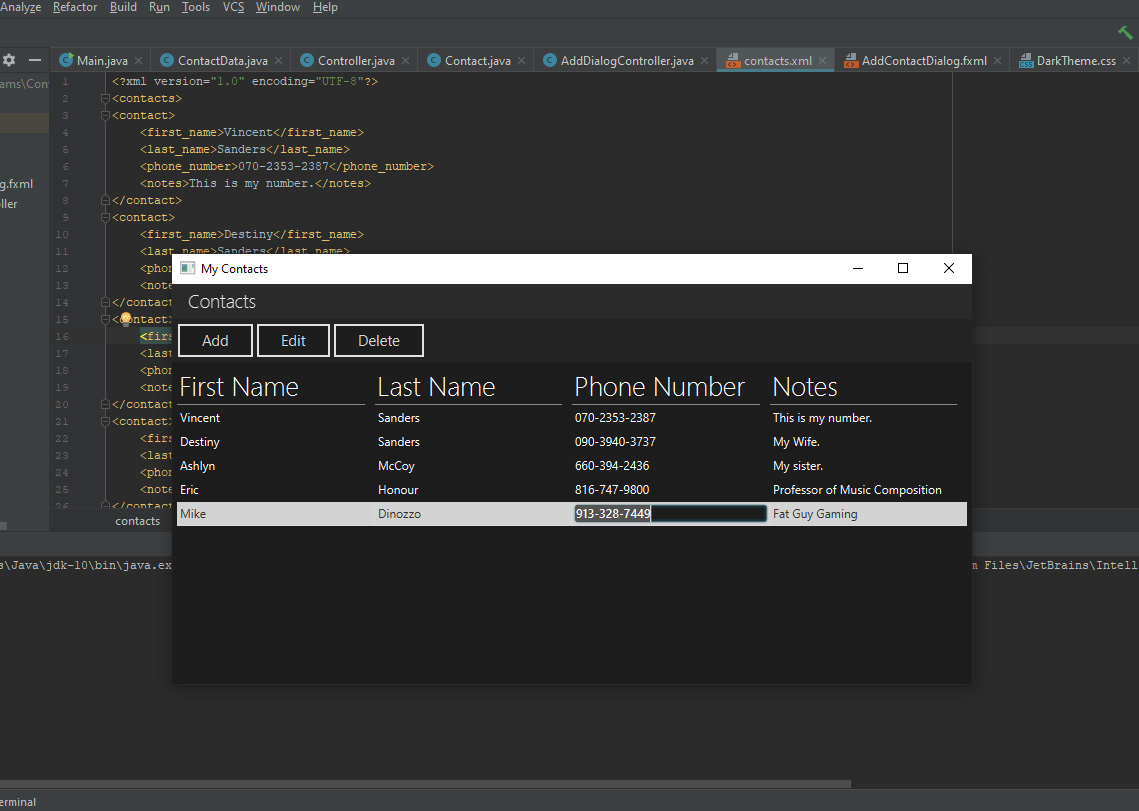 Analyze Refactor Build Run Tools VCS Window Help
Main.java ContactData.java Controller.java Contact.java AddDialogController.java contacts.xml AddContactDialog.fxml DarkTheme.css
1 <?xml version="1.0" encoding="UTF-8"?>
2 <contacts>
3 <contact>
4 <first_name>Vincent</first_name>
5 <last_name>Sanders</last_name>
6 <phone_number>070-2353-2387</phone_number>
7 <notes>This is my number.</notes>
8 </contact>
9 <contact>
10 <first_name>Destiny</first_name>
11 <last_name>Sanders</last_name>
12 <phon
13 <note
14 </contact
15 <contact>
16 <firs
17 <last
18 <phon
19 <note
20 </contact
21 <contact>
22 <firs
23 <last
24 <phon
25 <note
26 </contact
ams\Con
g.fxml
ller
contacts
My Contacts
Contacts
Add Edit Delete
First Name Last Name Phone Number Notes
Vincent Sanders 070-2353-2387 This is my number.
Destiny Sanders 090-3940-3737 My Wife.
Ashlyn McCoy 660-394-2436 My sister.
Eric Honour 816-747-9800 Professor of Music Composition
Mike Dinozzo 913-328-7449 Fat Guy Gaming
s\Java\jdk-10\bin\java.ex
m Files\JetBrains\Intell
erminal